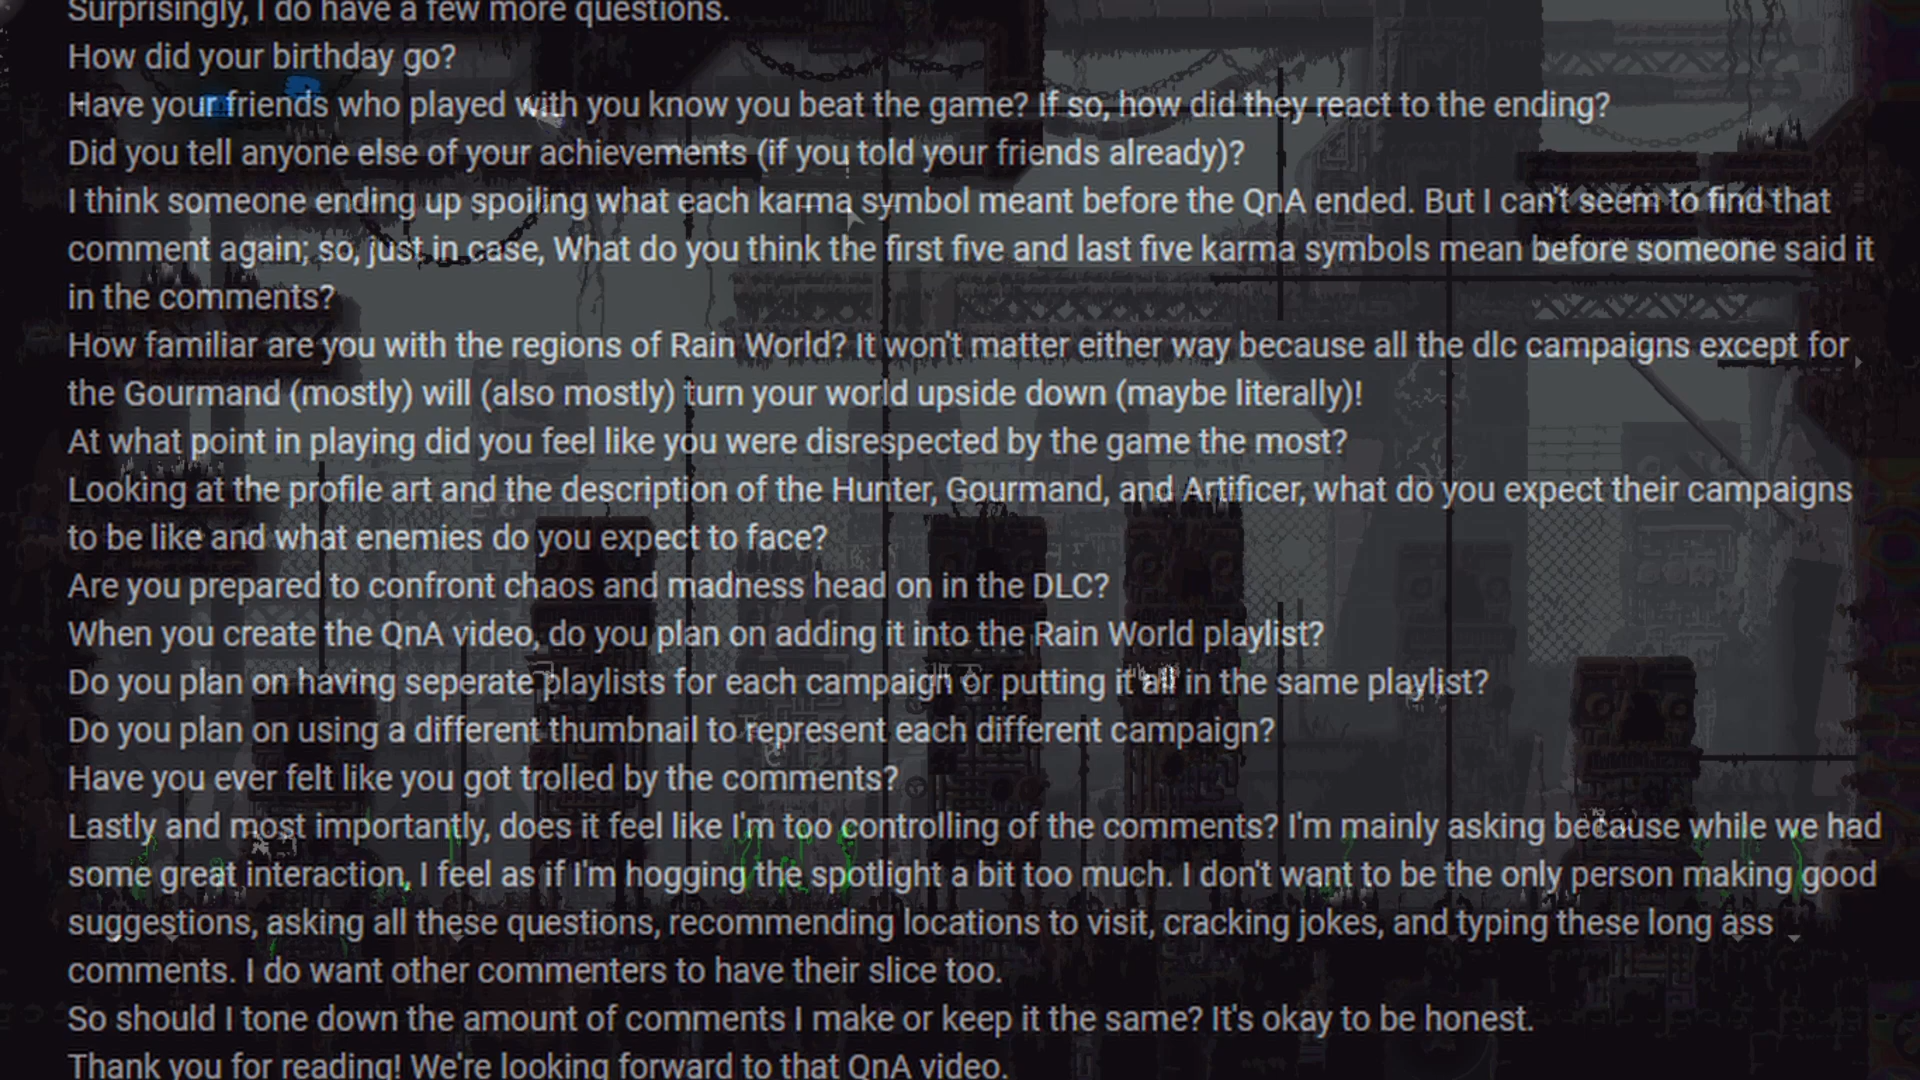 Surprisingly, I do have a few more questions.
How did your birthday go?
Have your friends who played with you know you beat the game? If so, how did they react to the ending?
Did you tell anyone else of your achievements (if you told your friends already)?
I think someone ending up spoiling what each karma symbol meant before the QnA ended. But I can't seem to find that
comment again; so, just in case, What do you think the first five and last five karma symbols mean before someone said it
in the comments?
How familiar are you with the regions of Rain World? It won't matter either way because all the dlc campaigns except for
the Gourmand (mostly) will (also mostly) turn your world upside down (maybe literally)!
At what point in playing did you feel like you were disrespected by the game the most?
Looking at the profile art and the description of the Hunter, Gourmand, and Artificer, what do you expect their campaigns
to be like and what enemies do you expect to face?
Are you prepared to confront chaos and madness head on in the DLC?
When you create the QnA video, do you plan on adding it into the Rain World playlist?
Do you plan on having seperate playlists for each campaign or putting it all in the same playlist?
Do you plan on using a different thumbnail to represent each different campaign?
Have you ever felt like you got trolled by the comments?
Lastly and most importantly, does it feel like I'm too controlling of the comments? I'm mainly asking because while we had
some great interaction, I feel as if I'm hogging the spotlight a bit too much. I don't want to be the only person making good
suggestions, asking all these questions, recommending locations to visit, cracking jokes, and typing these long ass
comments. I do want other commenters to have their slice too.
So should I tone down the amount of comments I make or keep it the same? It's okay to be honest.
Thank you for reading! We're looking forward to that QnA video.